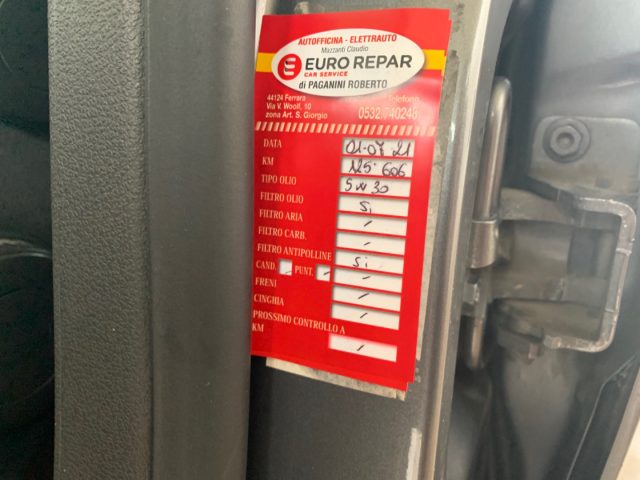 AUTOFFICINA - ELETTRAUTO
Mazzanti Claudio
EURO REPAR
CAR SERVICE
di PAGANINI ROBERTO
44124 Ferrara
Via V. Woolf, 10
zona Art. S. Giorgio
Telefono
0532.740248
DATA 01-07 21
KM 125·606
TIPO OLIO 5W30
FILTRO OLIO Si
FILTRO ARIA /
FILTRO CARB. /
FILTRO ANTIPOLLINE Si
CAND. / PUNT. / /
FRENI /
CINGHIA /
PROSSIMO CONTROLLO A
KM /